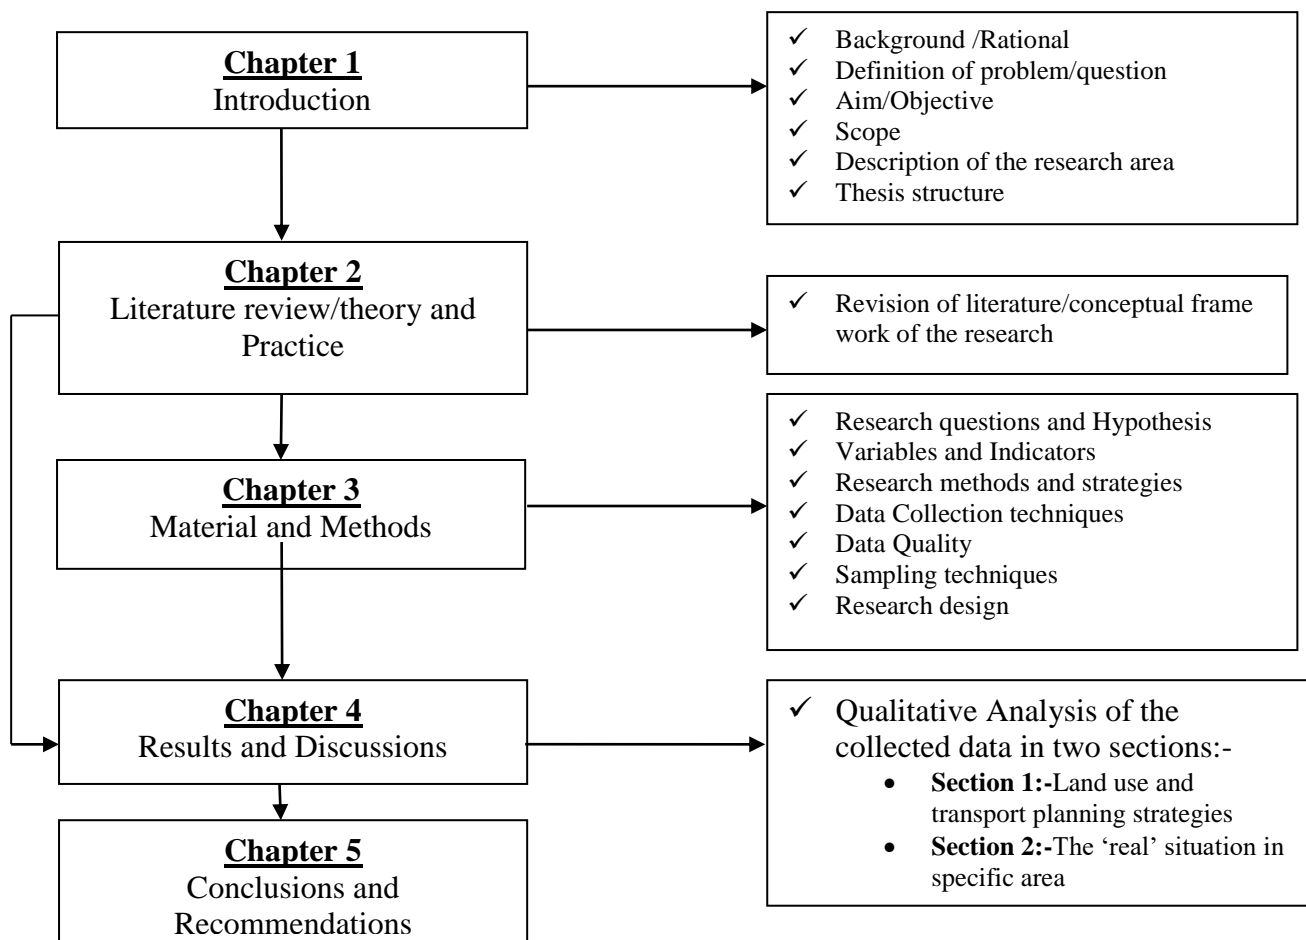 Chapter 1
Introduction
✓ Background /Rational
✓ Definition of problem/question
✓ Aim/Objective
✓ Scope
✓ Description of the research area
✓ Thesis structure
Chapter 2
Literature review/theory and
Practice
✓ Revision of literature/conceptual frame
work of the research
Chapter 3
Material and Methods
✓ Research questions and Hypothesis
✓ Variables and Indicators
✓ Research methods and strategies
✓ Data Collection techniques
✓ Data Quality
✓ Sampling techniques
✓ Research design
Chapter 4
Results and Discussions
✓ Qualitative Analysis of the
collected data in two sections:-
• Section 1:-Land use and
transport planning strategies
• Section 2:-The ‘real’ situation in
specific area
Chapter 5
Conclusions and
Recommendations